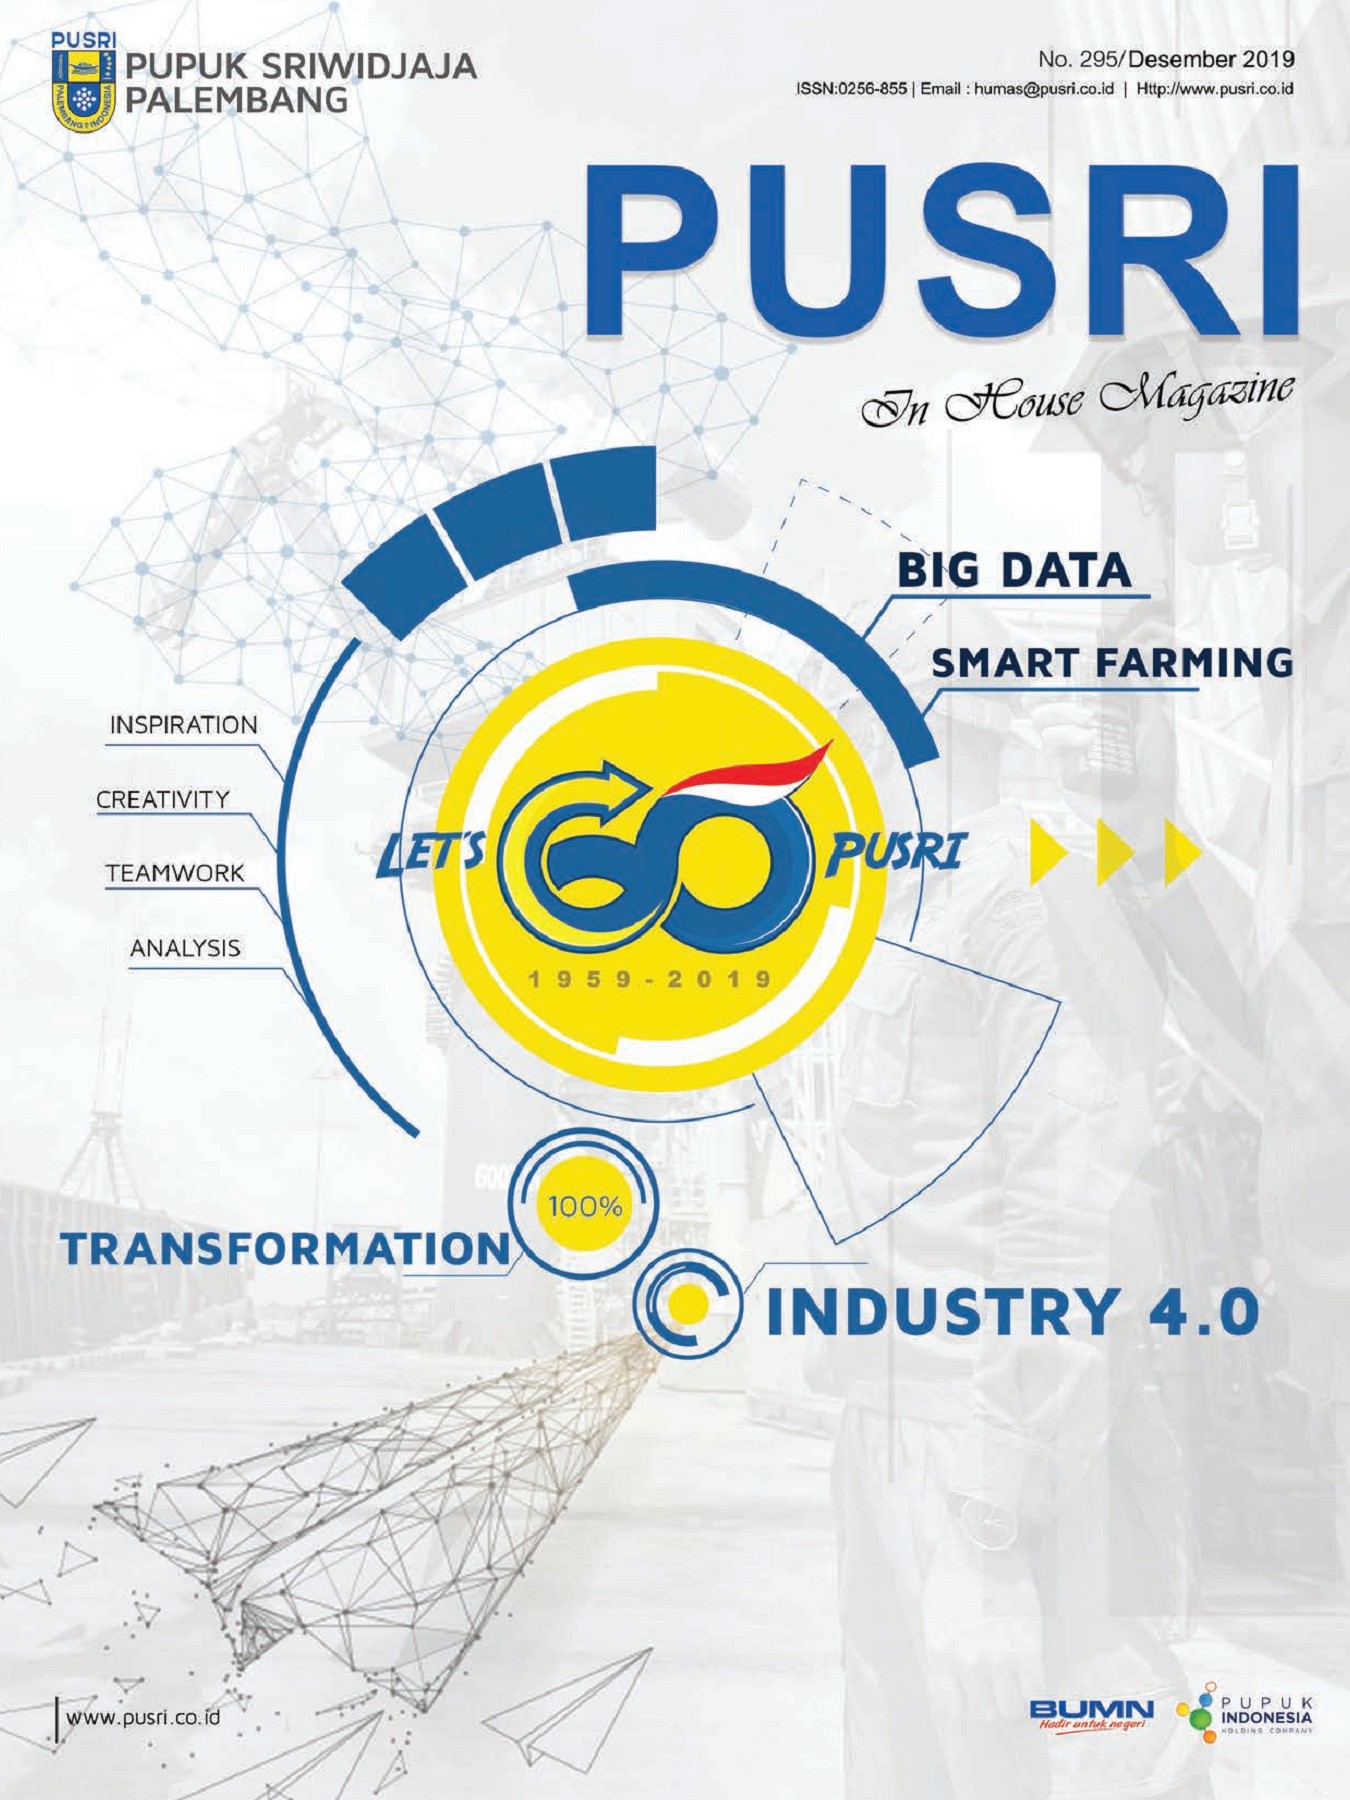 PUSRI
PUPUK SRIWIDJAJA
PALEMBANG
PALEMBANG INDONESIA
No. 295/Desember 2019
ISSN:0256-855 | Email : humas@pusri.co.id | Http://www.pusri.co.id
PUSRI
In House Magazine
BIG DATA
SMART FARMING
INSPIRATION
CREATIVITY
TEAMWORK
ANALYSIS
LET'S 60 PUSRI
1959-2019
100%
TRANSFORMATION
INDUSTRY 4.0
www.pusri.co.id
BUMN
Hadir untuk negeri
PUPUK
INDONESIA
HOLDING COMPANY